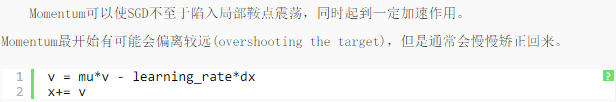 Momentum可以使SGD不至于陷入局部鞍点震荡，同时起到一定加速作用。
Momentum最开始有可能会偏离较远(overshooting the target)，但是通常会慢慢矫正回来。
1 v = mu*v - learning_rate*dx
2 x+= v
?